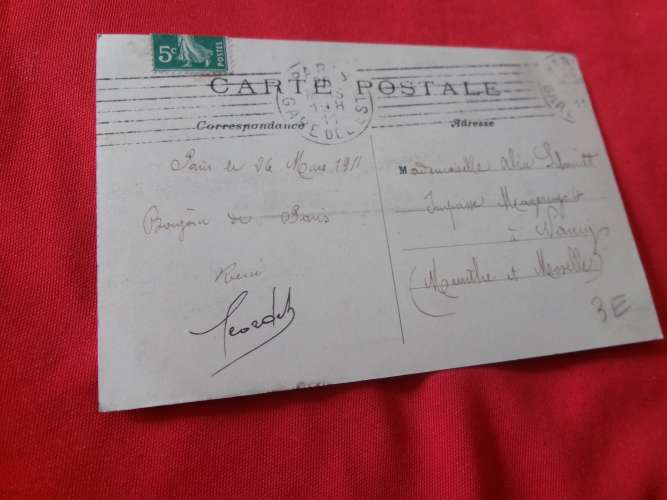 5c
POSTES
CARTE POSTALE
GARE DE L'EST
Correspondance
Adresse
Paris le 26 Mars 1911
Mademoiselle
Impasse
Bonjour de Paris
à Nancy
(Meurthe et Moselle)
3E